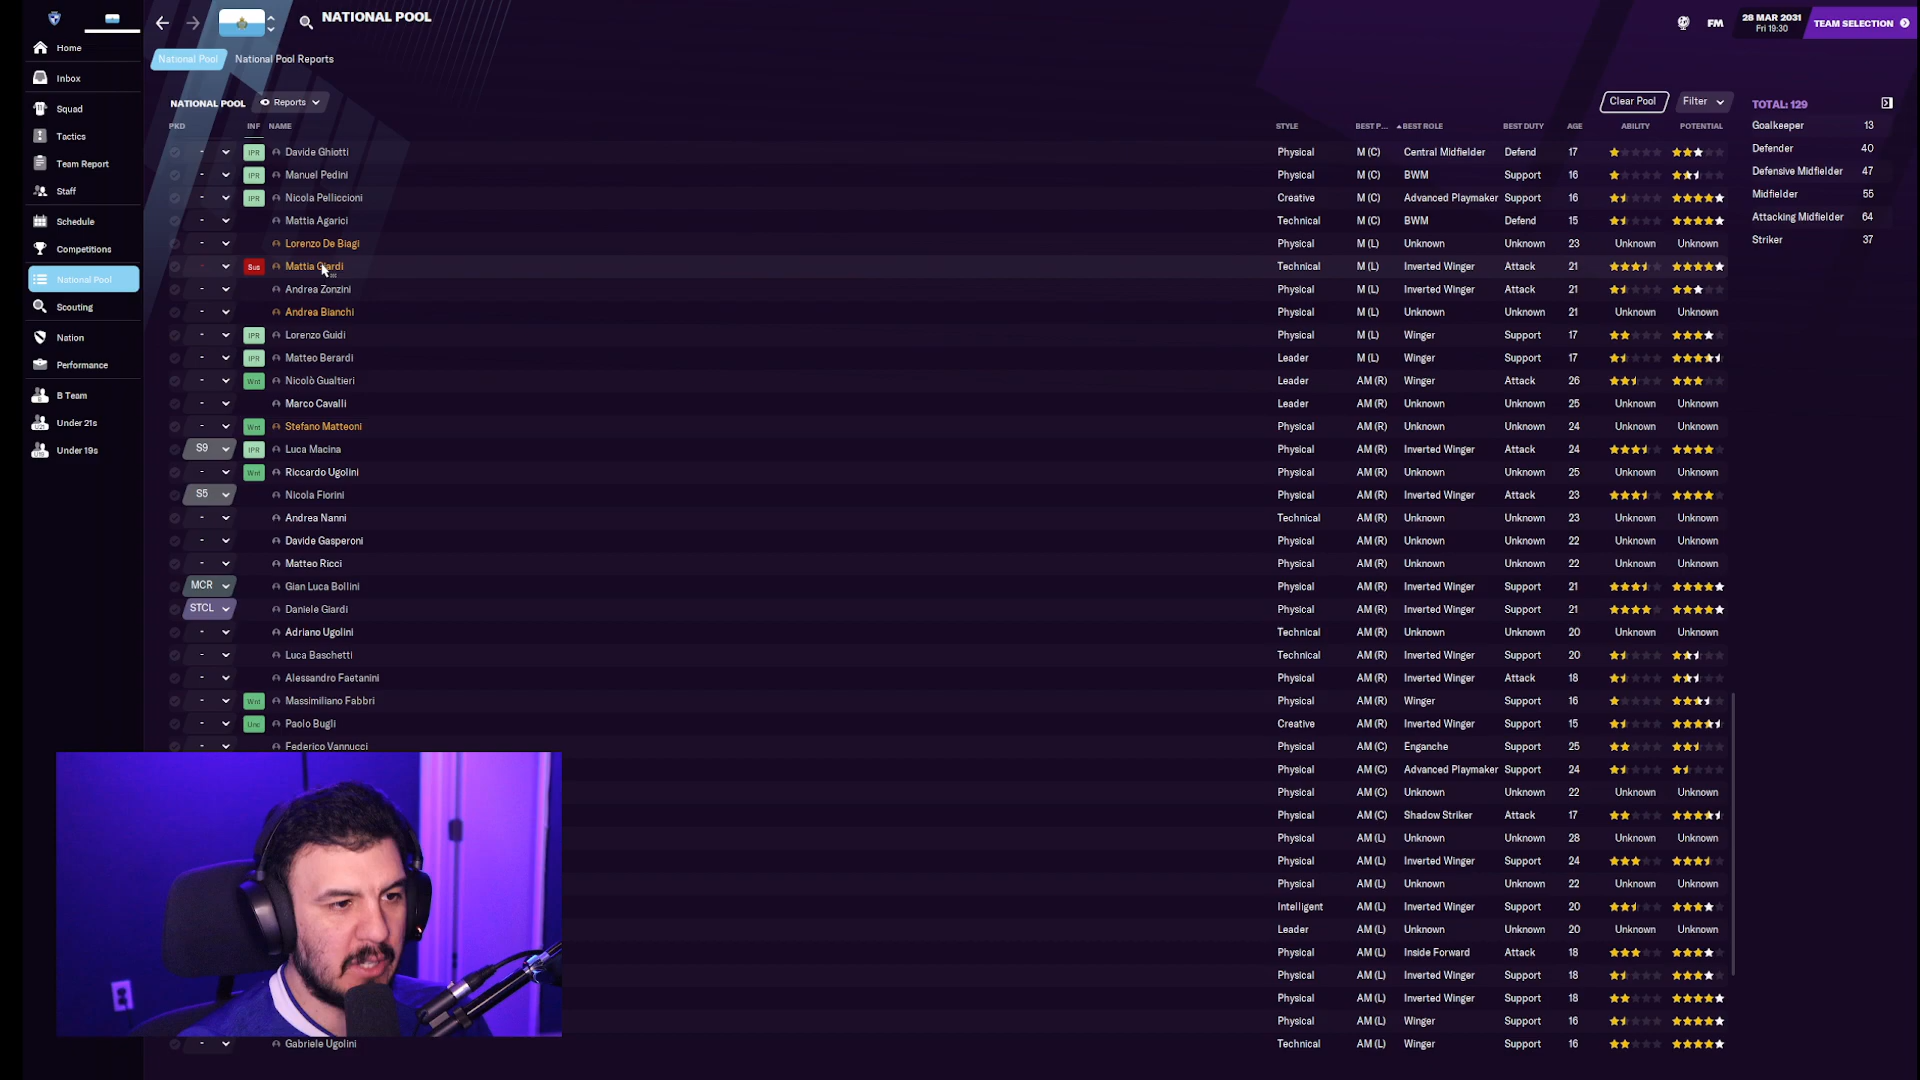 NATIONAL POOL
FM
28 MAR 2031
Fri 19:30
TEAM SELECTION
Home
Inbox
Squad
Tactics
Team Report
Staff
Schedule
Competitions
National Pool
Scouting
Nation
Performance
B Team
Under 21s
Under 19s
National Pool National Pool Reports
NATIONAL POOL Reports Clear Pool Filter
PKD INF NAME STYLE BEST P... BEST ROLE BEST DUTY AGE ABILITY POTENTIAL
- IPR Davide Ghiotti Physical M (C) Central Midfielder Defend 17
- IPR Manuel Pedini Physical M (C) BWM Support 16
- IPR Nicola Pelliccioni Creative M (C) Advanced Playmaker Support 16
- Mattia Agarici Technical M (C) BWM Defend 15
- Lorenzo De Biagi Physical M (L) Unknown Unknown 23 Unknown Unknown
- Sus Mattia Giardi Technical M (L) Inverted Winger Attack 21
- Andrea Zonzini Physical M (L) Inverted Winger Attack 21
- Andrea Bianchi Physical M (L) Unknown Unknown 21 Unknown Unknown
- IPR Lorenzo Guidi Physical M (L) Winger Support 17
- IPR Matteo Berardi Leader M (L) Winger Support 17
- Wnt Nicolò Gualtieri Leader AM (R) Winger Attack 26
- Marco Cavalli Leader AM (R) Unknown Unknown 25 Unknown Unknown
- Wnt Stefano Matteoni Physical AM (R) Unknown Unknown 24 Unknown Unknown
S9 IPR Luca Macina Physical AM (R) Inverted Winger Attack 24
- Wnt Riccardo Ugolini Physical AM (R) Unknown Unknown 25 Unknown Unknown
S5 Nicola Fiorini Physical AM (R) Inverted Winger Attack 23
- Andrea Nanni Technical AM (R) Unknown Unknown 23 Unknown Unknown
- Davide Gasperoni Physical AM (R) Unknown Unknown 22 Unknown Unknown
- Matteo Ricci Physical AM (R) Unknown Unknown 22 Unknown Unknown
MCR Gian Luca Bollini Physical AM (R) Inverted Winger Support 21
STCL Daniele Giardi Physical AM (R) Inverted Winger Support 21
- Adriano Ugolini Technical AM (R) Unknown Unknown 20 Unknown Unknown
- Luca Baschetti Technical AM (R) Inverted Winger Support 20
- Alessandro Faetanini Physical AM (R) Inverted Winger Attack 18
- Wnt Massimiliano Fabbri Physical AM (R) Winger Support 16
- Unc Paolo Bugli Creative AM (R) Inverted Winger Support 15
- Federico Vannucci Physical AM (C) Enganche Support 25
Physical AM (C) Advanced Playmaker Support 24
Physical AM (C) Unknown Unknown 22 Unknown Unknown
Physical AM (C) Shadow Striker Attack 17
Physical AM (L) Unknown Unknown 28 Unknown Unknown
Physical AM (L) Inverted Winger Support 24
Physical AM (L) Unknown Unknown 22 Unknown Unknown
Intelligent AM (L) Inverted Winger Support 20
Leader AM (L) Unknown Unknown 20 Unknown Unknown
Physical AM (L) Inside Forward Attack 18
Physical AM (L) Inverted Winger Support 18
Physical AM (L) Inverted Winger Support 18
Physical AM (L) Winger Support 16
- Gabriele Ugolini Technical AM (L) Winger Support 16
TOTAL: 129
Goalkeeper 13
Defender 40
Defensive Midfielder 47
Midfielder 55
Attacking Midfielder 64
Striker 37